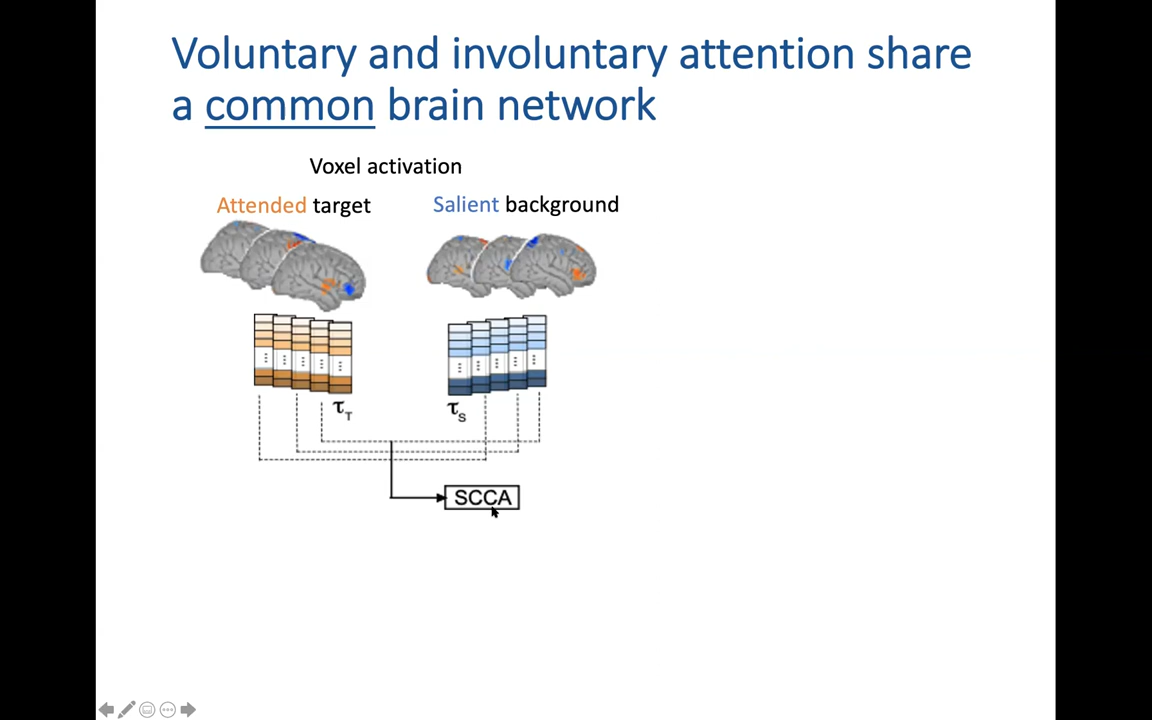 Voluntary and involuntary attention share
a common brain network
Voxel activation
Attended target
Salient background
τT
τS
SCCA